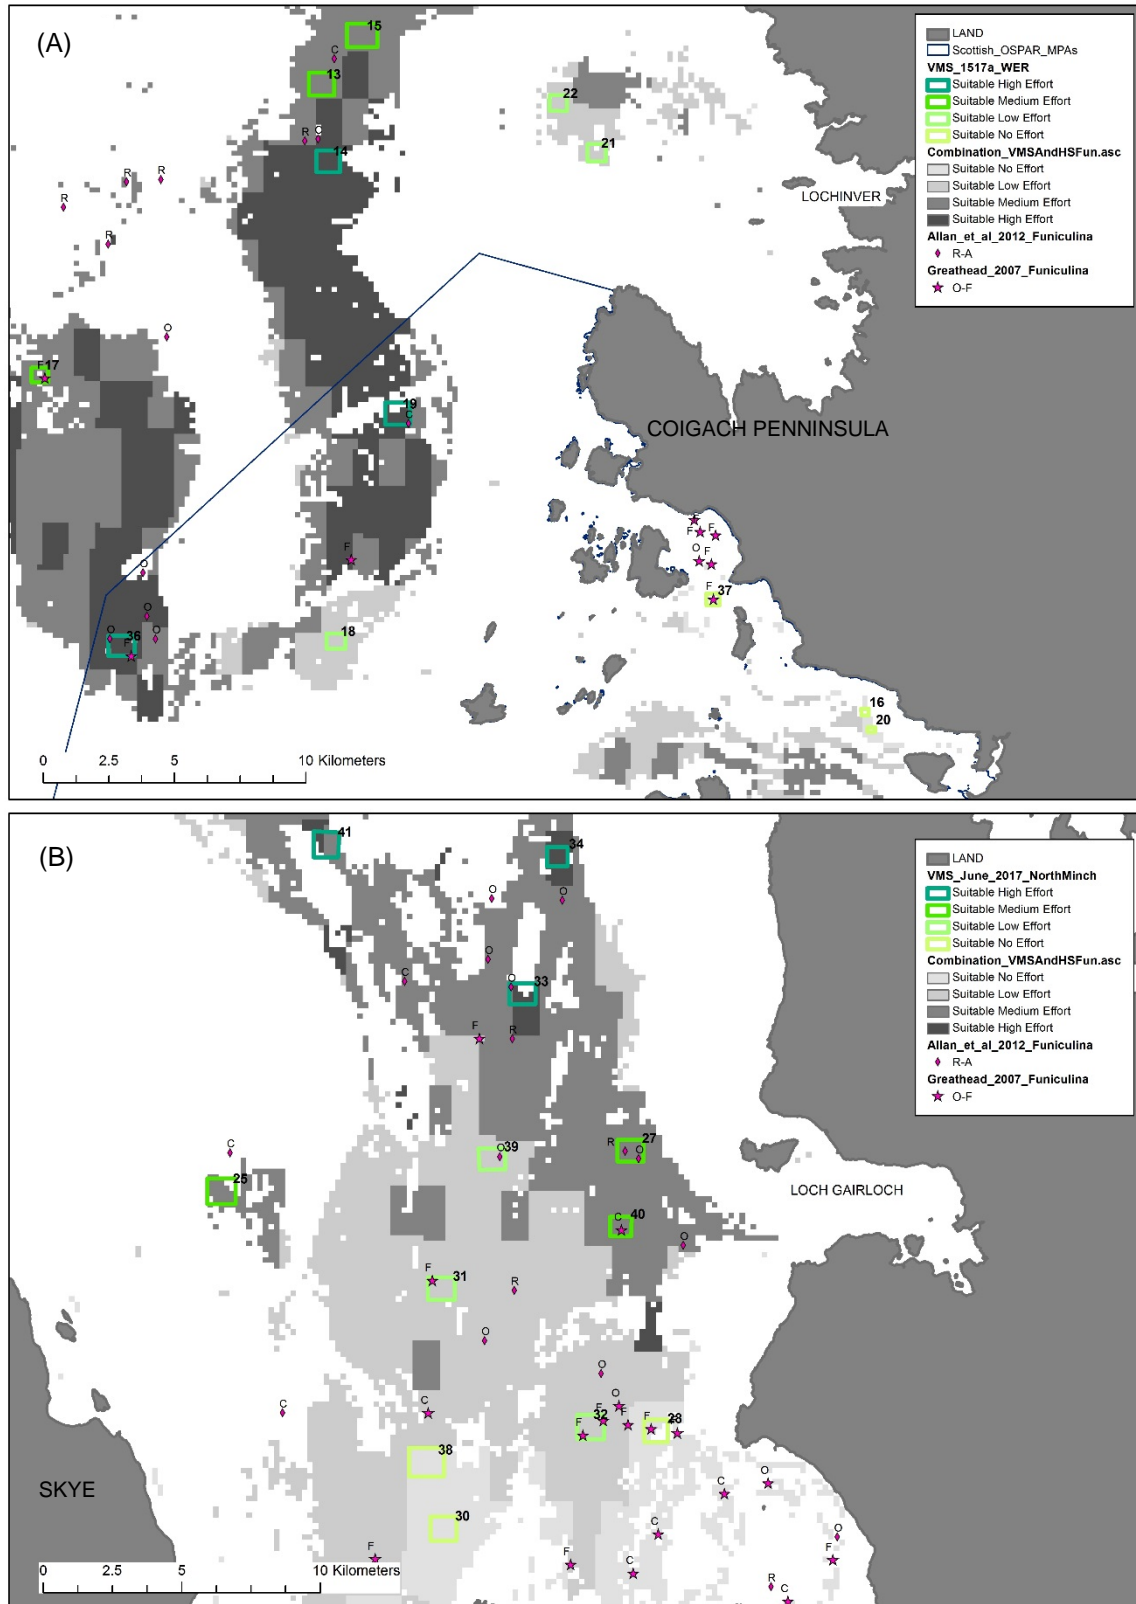 (A)
15
C
13
R
O
14
R
R
R
R
22
21
LOCHINVER
LAND
Scottish_OSPAR_MPAs
VMS_1517a_WER
Suitable High Effort
Suitable Medium Effort
Suitable Low Effort
Suitable No Effort
Combination_VMSAndHSFun.asc
Suitable No Effort
Suitable Low Effort
Suitable Medium Effort
Suitable High Effort
Allan_et_al_2012_Funiculina
R-A
Greathead_2007_Funiculina
O-F
O
F
17
19
C
COIGACH PENNINSULA
F
F
F
F
O
F
F
37
O
O
O
36
F
O
18
16
20
0
2.5
5
10 Kilometers
(B)
41
34
O
O
O
C
O
33
F
R
LAND
VMS_June_2017_NorthMinch
Suitable High Effort
Suitable Medium Effort
Suitable Low Effort
Suitable No Effort
Combination_VMSAndHSFun.asc
Suitable No Effort
Suitable Low Effort
Suitable Medium Effort
Suitable High Effort
Allan_et_al_2012_Funiculina
R-A
Greathead_2007_Funiculina
O-F
C
25
O
39
R
27
O
LOCH GAIRLOCH
C
40
O
F
31
R
O
O
C
C
O
F
32
F
F
F
28
F
38
SKYE
30
C
O
C
O
F
F
F
C
R
C
0
2.5
5
10 Kilometers